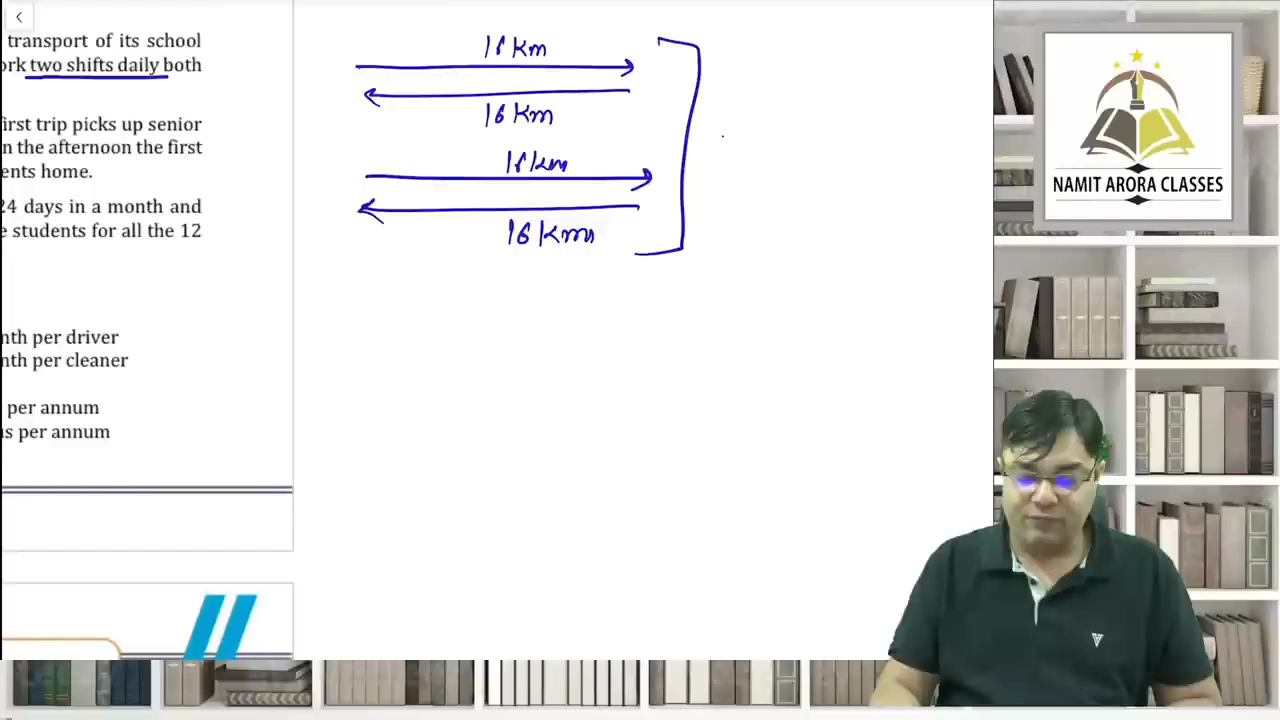 transport of its school
ork two shifts daily both
first trip picks up senior
n the afternoon the first
ents home.
24 days in a month and
e students for all the 12
nth per driver
nth per cleaner
per annum
us per annum
16 km
16 km
16 km
16 kms
NAMIT ARORA CLASSES